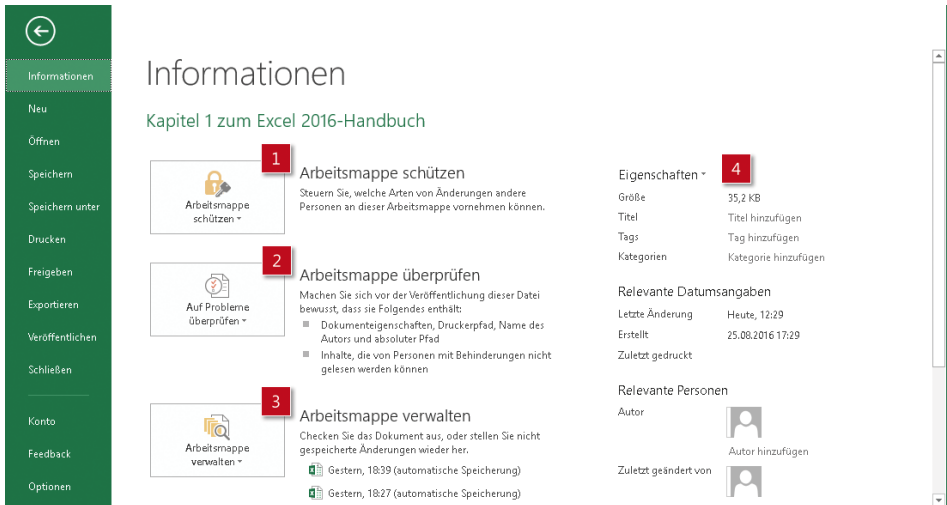 Informationen
Neu
Öffnen
Speichern
Speichern unter
Drucken
Freigeben
Exportieren
Veröffentlichen
Schließen
Konto
Feedback
Optionen
Informationen
Kapitel 1 zum Excel 2016-Handbuch
1
Arbeitsmappe
schützen
Arbeitsmappe schützen
Steuern Sie, welche Arten von Änderungen andere
Personen an dieser Arbeitsmappe vornehmen können.
2
Auf Probleme
überprüfen
Arbeitsmappe überprüfen
Machen Sie sich vor der Veröffentlichung dieser Datei
bewusst, dass sie Folgendes enthält:
Dokumenteigenschaften, Druckerpfad, Name des
Autors und absoluter Pfad
Inhalte, die von Personen mit Behinderungen nicht
gelesen werden können
3
Arbeitsmappe
verwalten
Arbeitsmappe verwalten
Checken Sie das Dokument aus, oder stellen Sie nicht
gespeicherte Änderungen wieder her.
Gestern, 18:39 (automatische Speicherung)
Gestern, 18:27 (automatische Speicherung)
4
Eigenschaften
Größe 35,2 KB
Titel Titel hinzufügen
Tags Tag hinzufügen
Kategorien Kategorie hinzufügen
Relevante Datumsangaben
Letzte Änderung Heute, 12:29
Erstellt 25.08.2016 17:29
Zuletzt gedruckt
Relevante Personen
Autor
Autor hinzufügen
Zuletzt geändert von